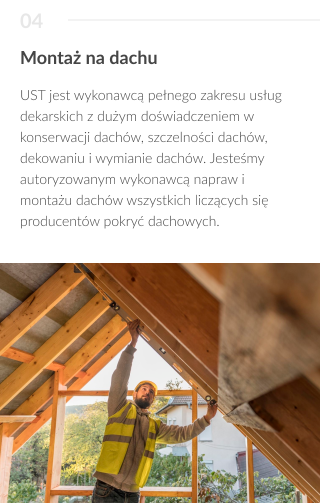 04
Montaż na dachu
UST jest wykonawcą pełnego zakresu usług
dekarskich z dużym doświadczeniem w
konserwacji dachów, szczelności dachów,
dekowaniu i wymianie dachów. Jesteśmy
autoryzowanym wykonawcą napraw i
montażu dachów wszystkich liczących się
producentów pokryć dachowych.